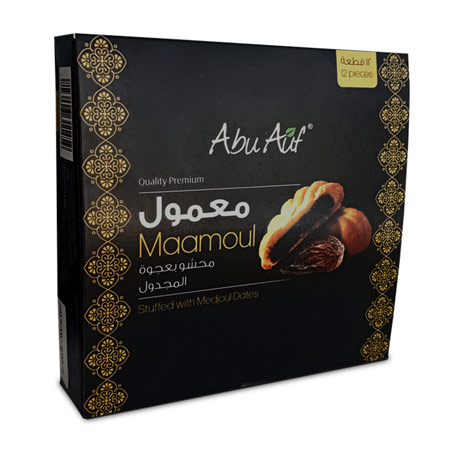 ١٢ قطعة
12 pieces
Abu Auf®
Quality Premium
معمول
Maamoul
محشو بعجوة
المجدول
Stuffed with Medjoul Dates